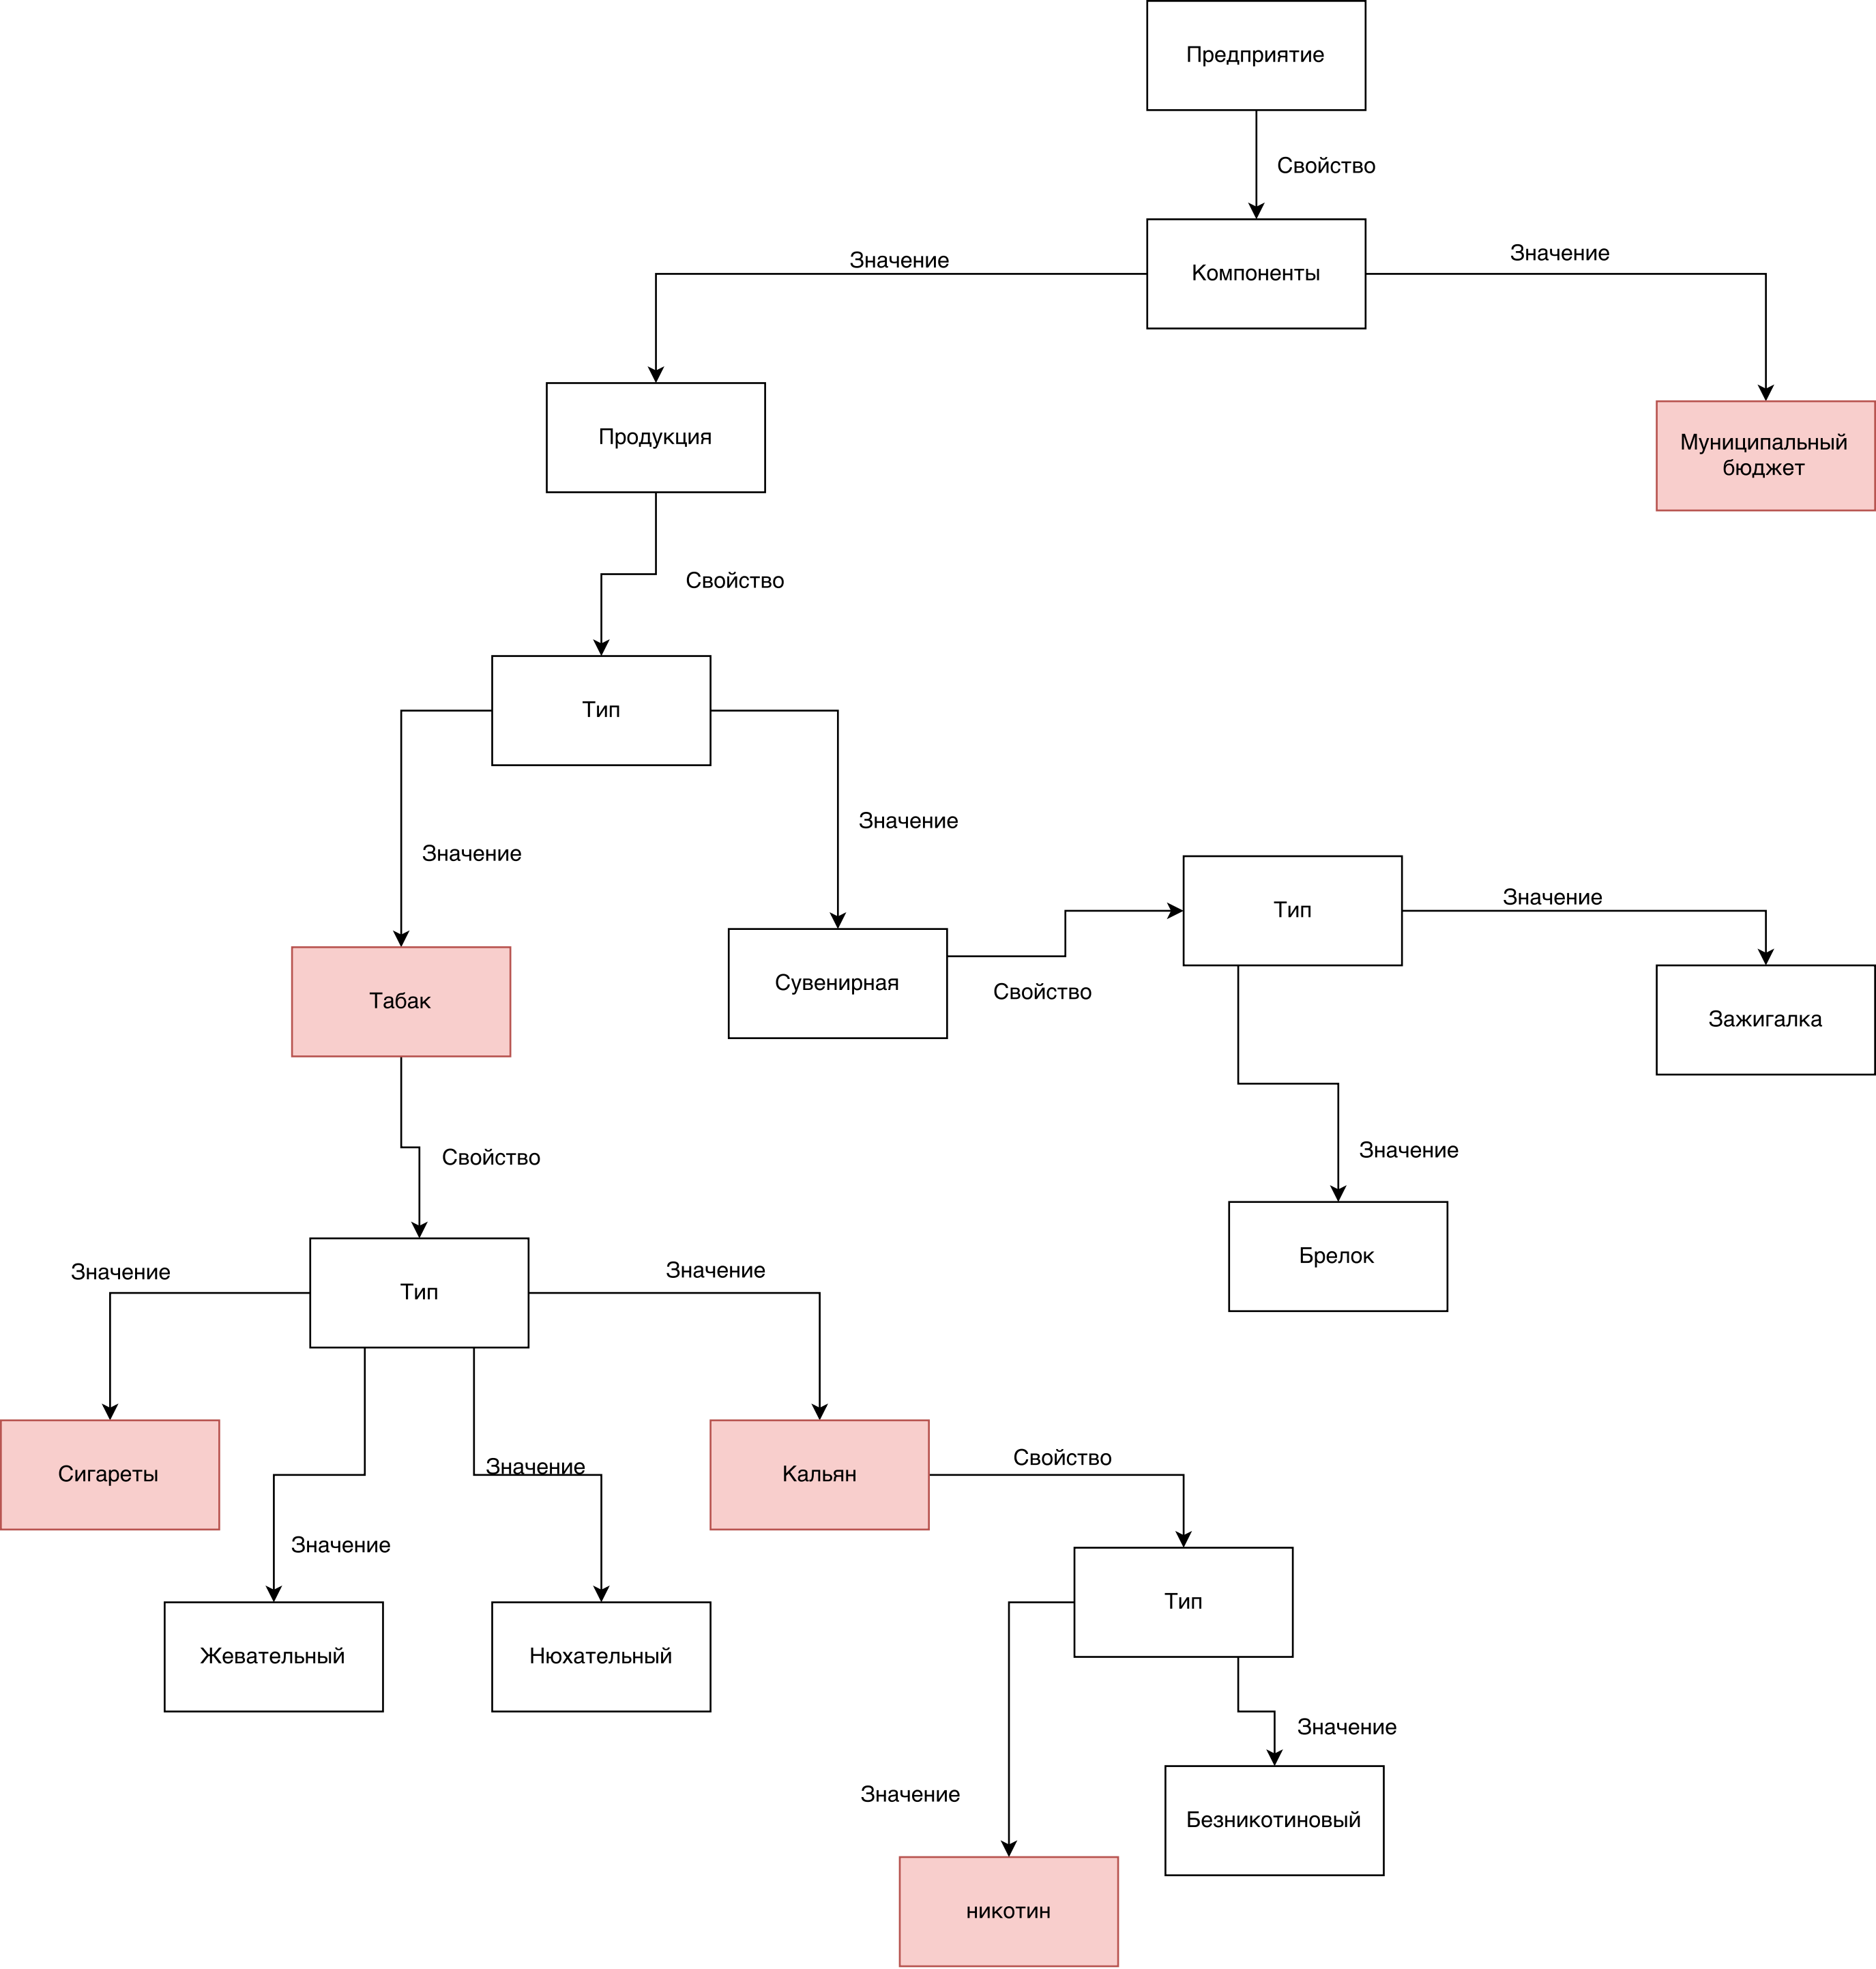 Предприятие
Свойство
Значение
Компоненты
Значение
Продукция
Муниципальный
бюджет
Свойство
Тип
Значение
Значение
Тип
Значение
Табак
Сувенирная
Свойство
Зажигалка
Свойство
Значение
Брелок
Значение
Тип
Значение
Сигареты
Значение
Кальян
Свойство
Значение
Жевательный
Нюхательный
Тип
Значение
Значение
Безникотиновый
никотин